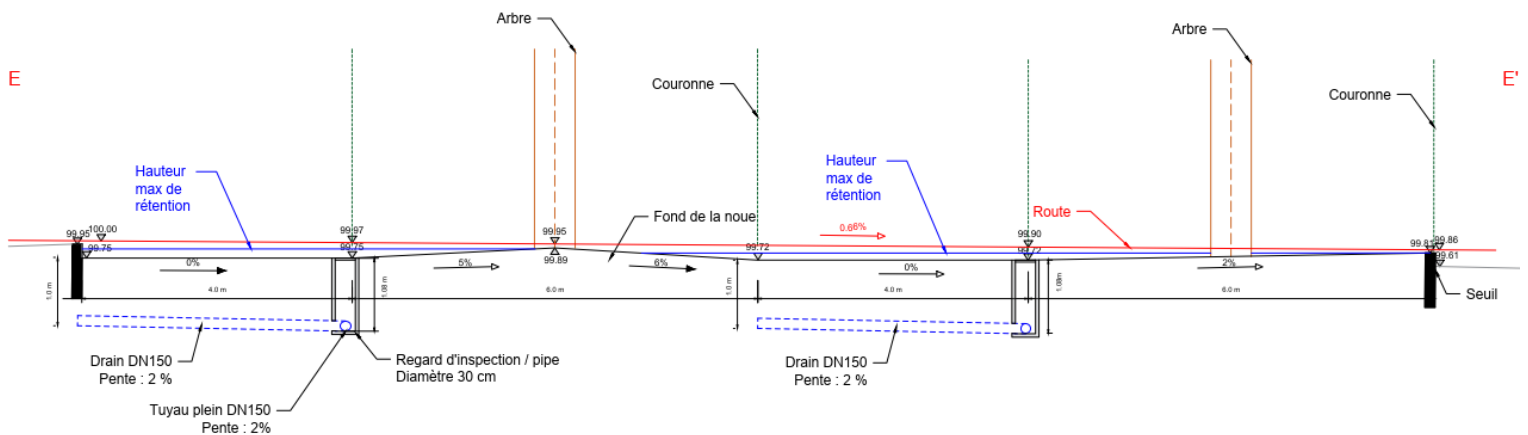 Arbre
Arbre
E
E'
Couronne
Couronne
Hauteur
max de
rétention
Hauteur
max de
rétention
Fond de la noue
Route
0.66%
99.95
100.00
99.75
99.97
99.75
99.95
99.89
99.72
99.90
99.72
99.81
99.86
99.61
0%
5%
6%
0%
2%
1.0 m
4.0 m
1.08 m
6.0 m
1.0 m
4.0 m
1.08m
6.0 m
Seuil
Drain DN150
Pente : 2 %
Regard d'inspection / pipe
Diamètre 30 cm
Drain DN150
Pente : 2 %
Tuyau plein DN150
Pente : 2%